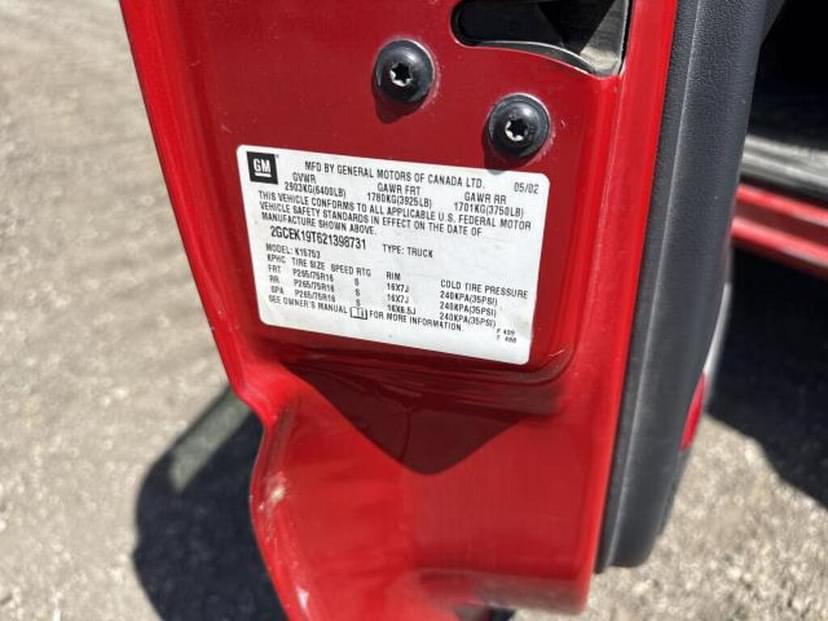 GM MFD BY GENERAL MOTORS OF CANADA LTD. 05/02
GVWR GAWR FRT GAWR RR
2903KG(6400LB) 1780KG(3925LB) 1701KG(3750LB)
THIS VEHICLE CONFORMS TO ALL APPLICABLE U.S. FEDERAL MOTOR
VEHICLE SAFETY STANDARDS IN EFFECT ON THE DATE OF
MANUFACTURE SHOWN ABOVE.
2GCEK19T621398731 TYPE: TRUCK
MODEL: K15753
KPHC TIRE SIZE SPEED RTG RIM COLD TIRE PRESSURE
FRT P265/75R16 S 16X7J 240KPA(35PSI)
RR P265/75R16 S 16X7J 240KPA(35PSI)
SPA P265/75R16 S 16X6.5J 240KPA(35PSI)
SEE OWNER'S MANUAL FOR MORE INFORMATION.